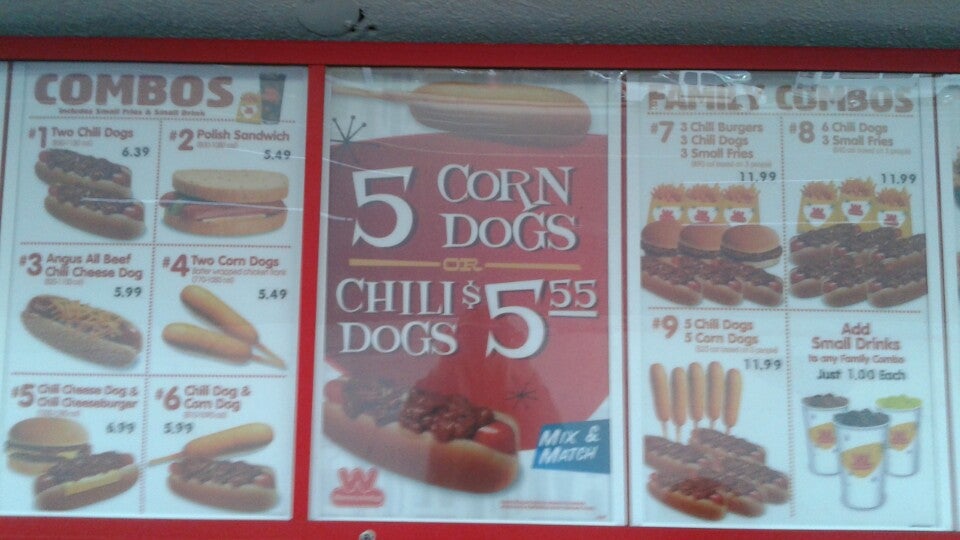 COMBOS
Includes Small Fries & Small Drink
#1 Two Chili Dogs
6.39
#2 Polish Sandwich
5.49
#3 Angus All Beef
Chili Cheese Dog
5.99
#4 Two Corn Dogs
5.49
#5 Chili Cheese Dog &
Chili Cheeseburger
6.99
#6 Chili Dog &
Corn Dog
5.99
5 CORN
DOGS
OR
CHILI
DOGS
$5.55
MIX &
MATCH
W
FAMILY COMBOS
#7 3 Chili Burgers
3 Chili Dogs
3 Small Fries
11.99
#8 6 Chili Dogs
3 Small Fries
11.99
#9 5 Chili Dogs
5 Corn Dogs
11.99
Add
Small Drinks
to any Family Combo
Just 1.00 Each